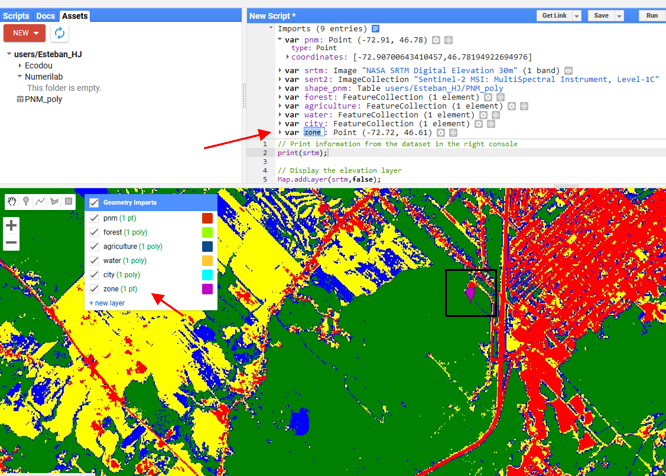 Scripts Docs Assets
NEW
users/Esteban_HJ
Ecodou
Numerilab
This folder is empty.
PNM_poly
New Script *
Get Link Save Run
Imports (9 entries)
var pnm: Point (-72.91, 46.78)
type: Point
coordinates: [-72.90700643410457,46.78194922694976]
var srtm: Image "NASA SRTM Digital Elevation 30m" (1 band)
var sent2: ImageCollection "Sentinel-2 MSI: MultiSpectral Instrument, Level-1C"
var shape_pnm: Table users/Esteban_HJ/PNM_poly
var forest: FeatureCollection (1 element)
var agriculture: FeatureCollection (1 element)
var water: FeatureCollection (1 element)
var city: FeatureCollection (1 element)
var zone: Point (-72.72, 46.61)
1 // Print information from the dataset in the right console
2 print(srtm);
3
4 // Display the elevation layer
5 Map.addLayer(srtm,false);
Geometry Imports
pnm (1 pt)
forest (1 poly)
agriculture (1 poly)
water (1 poly)
city (1 poly)
zone (1 pt)
+ new layer
+
−